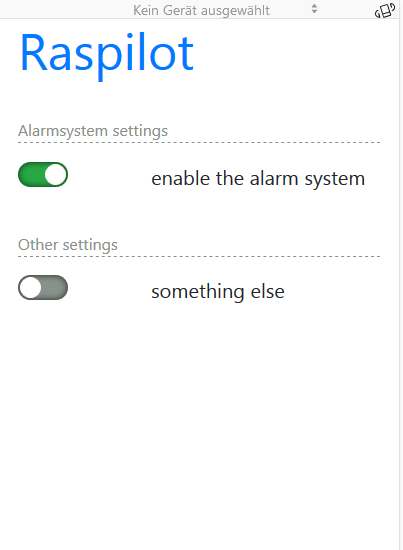 Kein Gerät ausgewählt
Raspilot
Alarmsystem settings
enable the alarm system
Other settings
something else